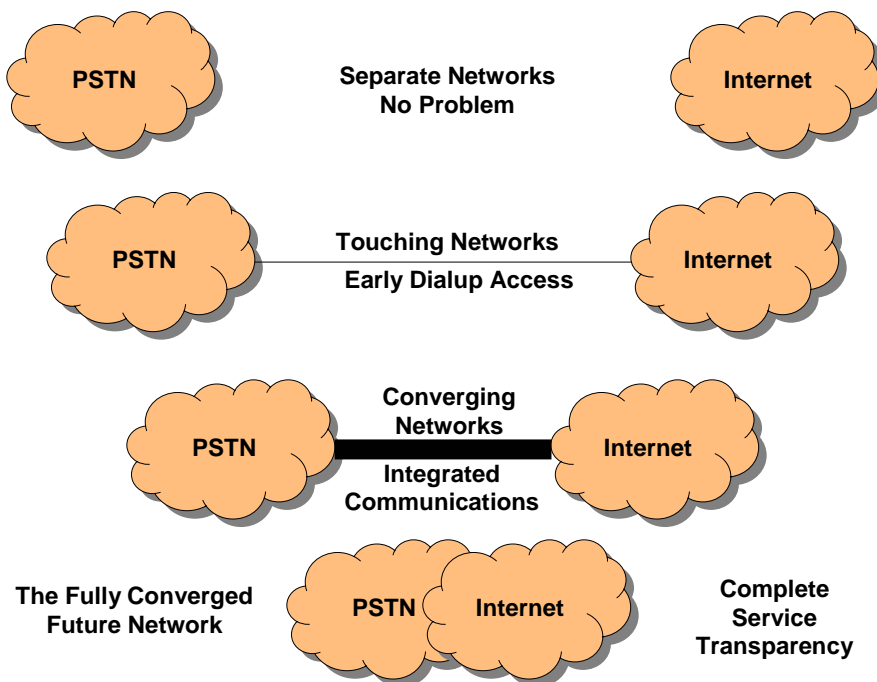 PSTN
Separate Networks
No Problem
Internet
PSTN
Touching Networks
Early Dialup Access
Internet
PSTN
Converging
Networks
Integrated
Communications
Internet
The Fully Converged
Future Network
PSTN
Internet
Complete
Service
Transparency